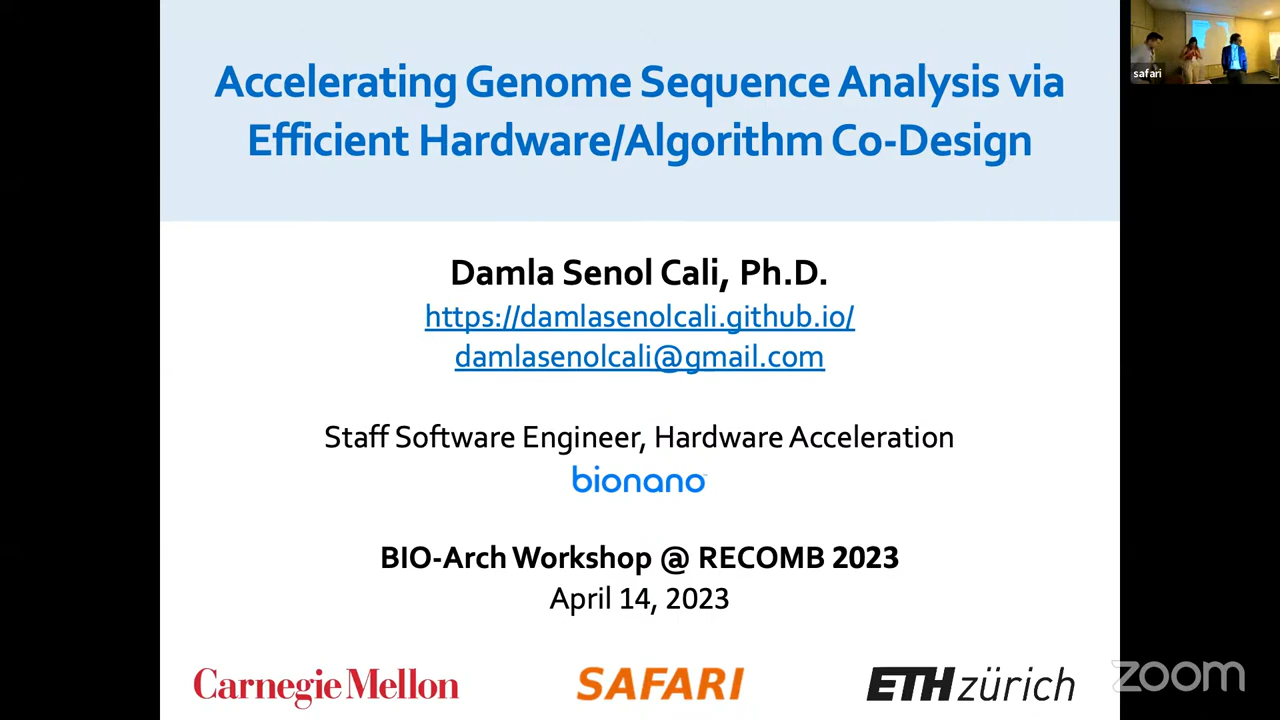 Accelerating Genome Sequence Analysis via
Efficient Hardware/Algorithm Co-Design
safari
Damla Senol Cali, Ph.D.
https://damlasenolcali.github.io/
damlasenolcali@gmail.com
Staff Software Engineer, Hardware Acceleration
bionano
BIO-Arch Workshop @ RECOMB 2023
April 14, 2023
Carnegie Mellon
SAFARI
ETH zürich
zoom